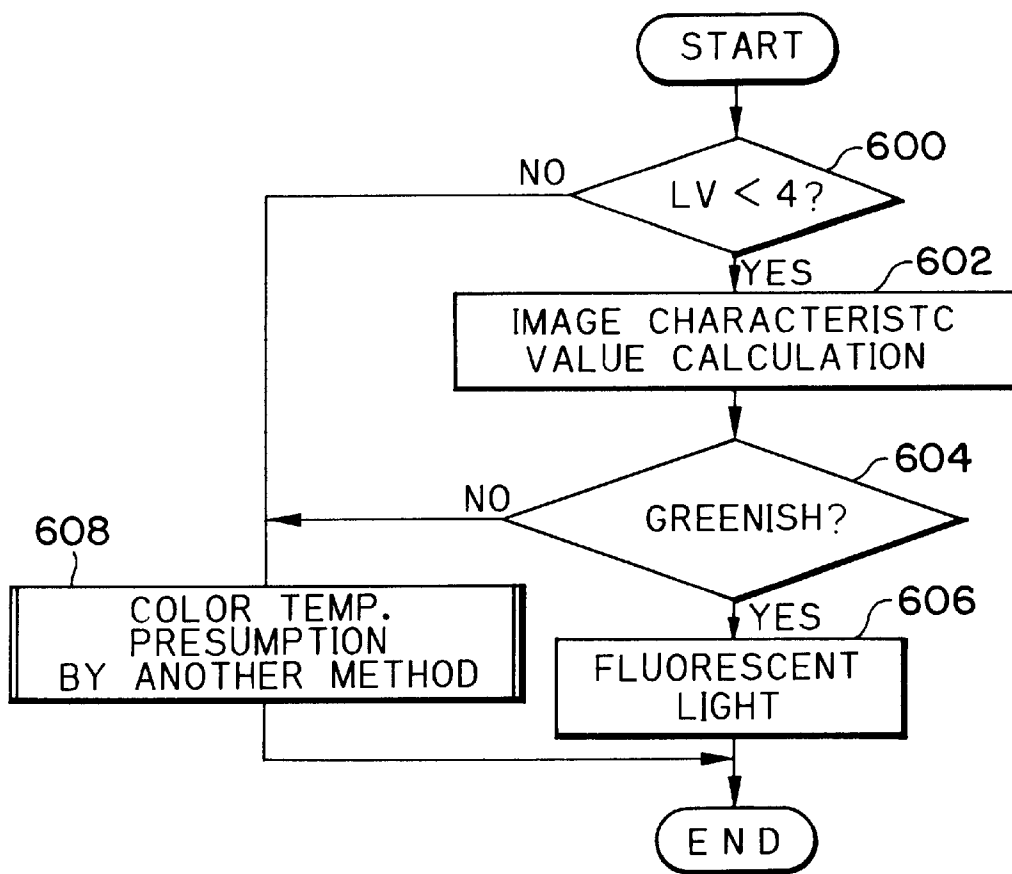 START
600
NO
LV < 4?
YES
602
IMAGE CHARACTERISTC
VALUE CALCULATION
604
NO
GREENISH?
608
COLOR TEMP.
PRESUMPTION
BY ANOTHER METHOD
YES
606
FLUORESCENT
LIGHT
END